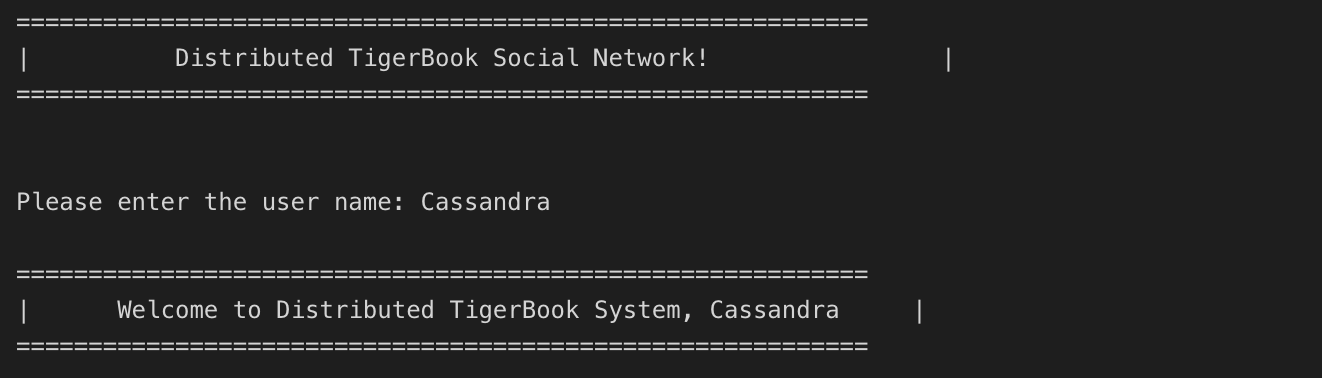 ===========================================================
|          Distributed TigerBook Social Network!                |
===========================================================
Please enter the user name: Cassandra
===========================================================
|      Welcome to Distributed TigerBook System, Cassandra     |
===========================================================